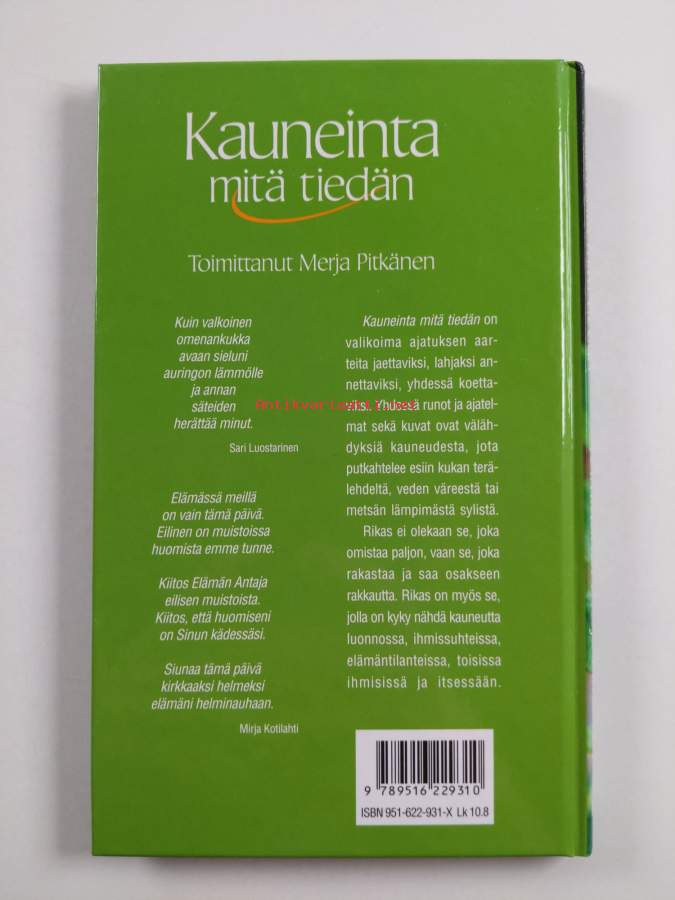 Kauneinta
mitä tiedän
Toimittanut Merja Pitkänen
Kuin valkoinen
omenankukka
avaan sieluni
auringon lämmölle
ja annan
säteiden
herättää minut.
Sari Luostarinen
Elämässä meillä
on vain tämä päivä.
Eilinen on muistoissa
huomista emme tunne.
Kiitos Elämän Antaja
eilisen muistoista.
Kiitos, että huomiseni
on Sinun kädessäsi.
Siunaa tämä päivä
kirkkaaksi helmeksi
elämäni helminauhaan.
Mirja Kotilahti
Kauneinta mitä tiedän on
valikoima ajatuksen aar-
teita jaettaviksi, lahjaksi an-
nettaviksi, yhdessä koetta-
viksi. Yhdessä runot ja ajatel-
mat sekä kuvat ovat väläh-
dyksiä kauneudesta, jota
putkahtelee esiin kukan terä-
lehdeltä, veden väreestä tai
metsän lämpimästä sylistä.
Rikas ei olekaan se, joka
omistaa paljon, vaan se, joka
rakastaa ja saa osakseen
rakkautta. Rikas on myös se,
jolla on kyky nähdä kauneutta
luonnossa, ihmissuhteissa,
elämäntilanteissa, toisissa
ihmisissä ja itsessään.
9 789516 229310
ISBN 951-622-931-X Lk 10.8